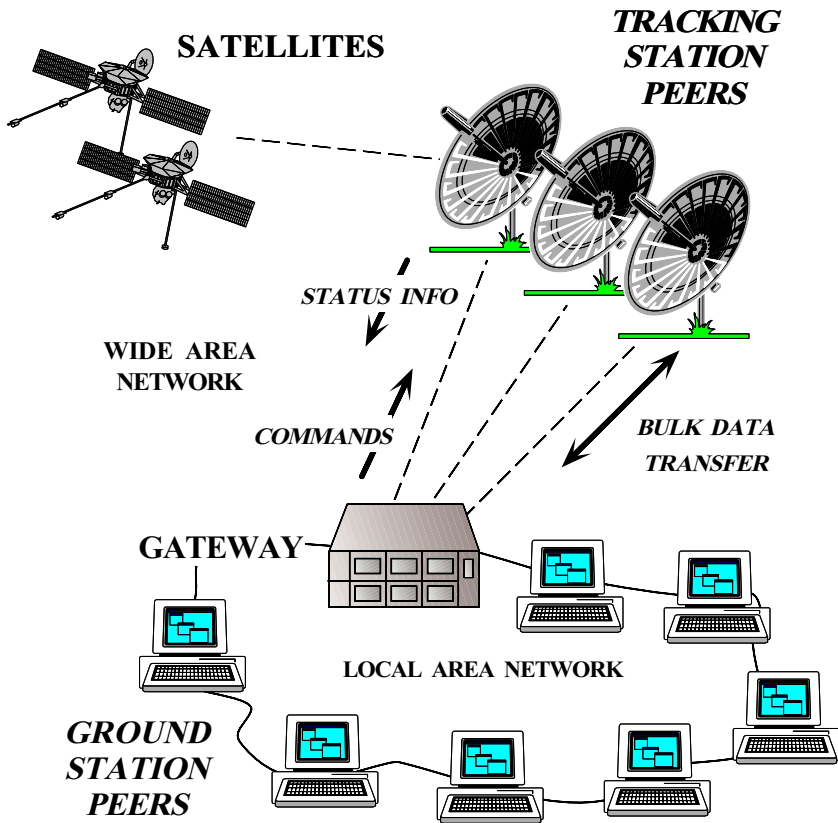 SATELLITES
TRACKING
STATION
PEERS
STATUS INFO
WIDE AREA
NETWORK
COMMANDS
BULK DATA
TRANSFER
GATEWAY
LOCAL AREA NETWORK
GROUND
STATION
PEERS